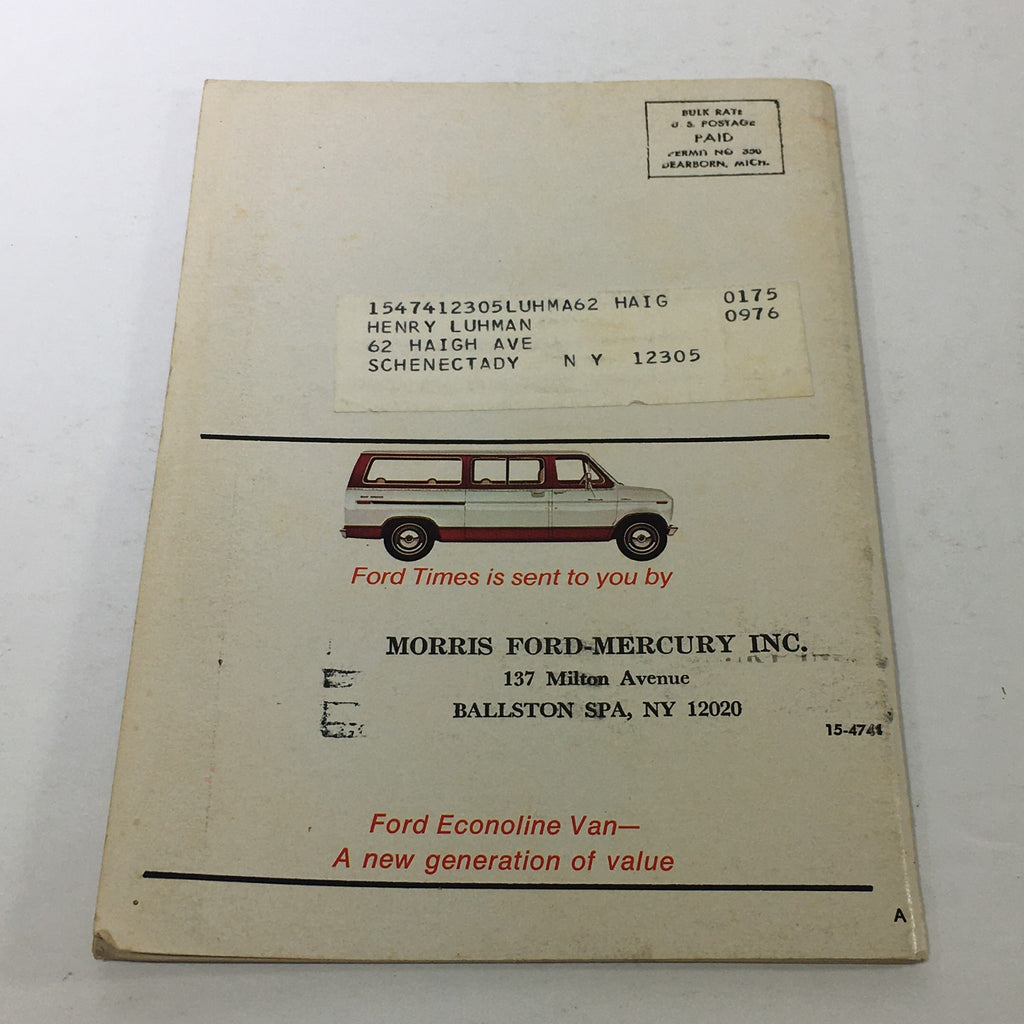 BULK RATE
U. S. POSTAGE
PAID
PERMIT NO 350
DEARBORN, MICH.
1547412305LUHMA62 HAIG 0175
HENRY LUHMAN 0976
62 HAIGH AVE
SCHENECTADY N Y 12305
Ford Times is sent to you by
MORRIS FORD-MERCURY INC.
137 Milton Avenue
BALLSTON SPA, NY 12020
15-4741
Ford Econoline Van—
A new generation of value
A